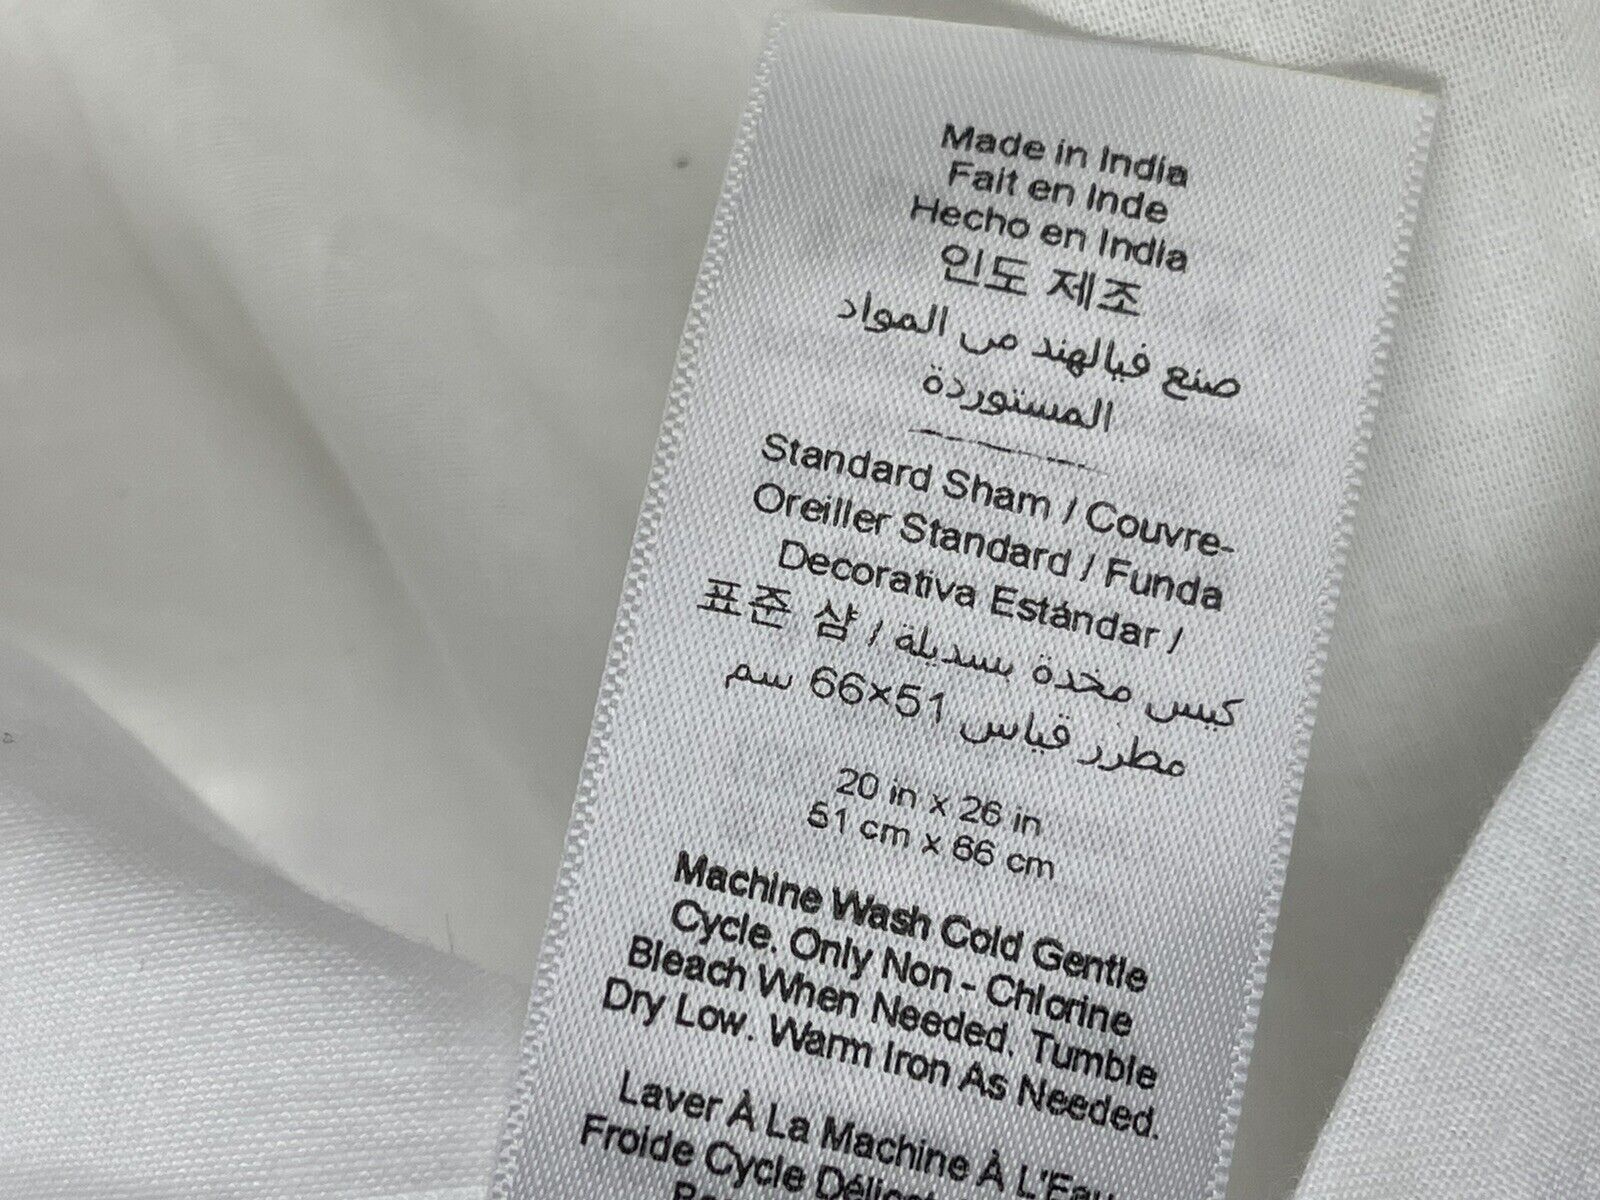 Made in India
Fait en Inde
Hecho en India
인도 제조
صنع فيالهند من المواد
المستوردة
Standard Sham / Couvre-
Oreiller Standard / Funda
Decorativa Estándar /
표준 샴 / كيس مخدة بسديلة
مطرر قياس 51×66 سم
20 in x 26 in
51 cm x 66 cm
Machine Wash Cold Gentle
Cycle. Only Non - Chlorine
Bleach When Needed. Tumble
Dry Low. Warm Iron As Needed.
Laver À La Machine À L'Eau
Froide Cycle Délicat